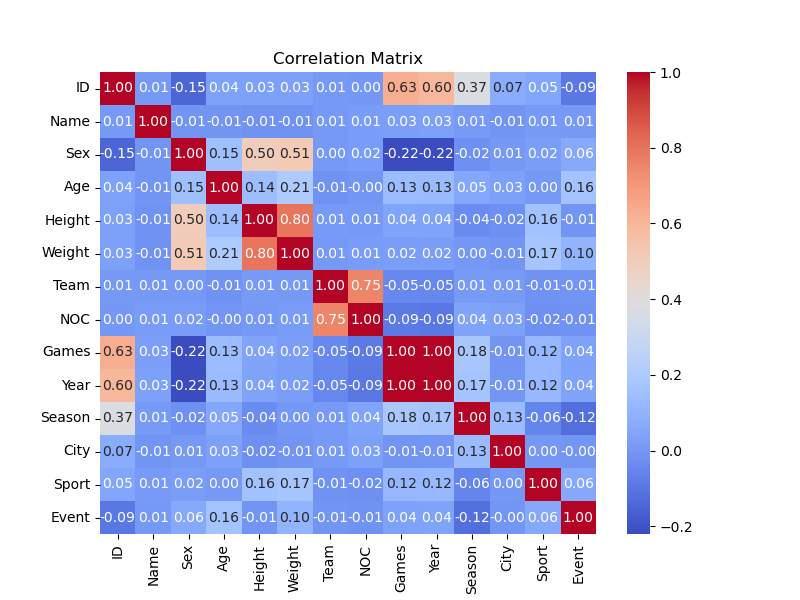 Correlation Matrix
ID 1.00 0.01 -0.15 0.04 0.03 0.03 0.01 0.00 0.63 0.60 0.37 0.07 0.05 -0.09
Name 0.01 1.00 -0.01 -0.01 -0.01 -0.01 0.01 0.01 0.03 0.03 0.01 -0.01 0.01 0.01
Sex -0.15 -0.01 1.00 0.15 0.50 0.51 0.00 0.02 -0.22 -0.22 -0.02 0.01 0.02 0.06
Age 0.04 -0.01 0.15 1.00 0.14 0.21 -0.01 -0.00 0.13 0.13 0.05 0.03 0.00 0.16
Height 0.03 -0.01 0.50 0.14 1.00 0.80 0.01 0.01 0.04 0.04 -0.04 -0.02 0.16 -0.01
Weight 0.03 -0.01 0.51 0.21 0.80 1.00 0.01 0.01 0.02 0.02 0.00 -0.01 0.17 0.10
Team 0.01 0.01 0.00 -0.01 0.01 0.01 1.00 0.75 -0.05 -0.05 0.01 0.01 -0.01 -0.01
NOC 0.00 0.01 0.02 -0.00 0.01 0.01 0.75 1.00 -0.09 -0.09 0.04 0.03 -0.02 -0.01
Games 0.63 0.03 -0.22 0.13 0.04 0.02 -0.05 -0.09 1.00 1.00 0.18 -0.01 0.12 0.04
Year 0.60 0.03 -0.22 0.13 0.04 0.02 -0.05 -0.09 1.00 1.00 0.17 -0.01 0.12 0.04
Season 0.37 0.01 -0.02 0.05 -0.04 0.00 0.01 0.04 0.18 0.17 1.00 0.13 -0.06 -0.12
City 0.07 -0.01 0.01 0.03 -0.02 -0.01 0.01 0.03 -0.01 -0.01 0.13 1.00 0.00 -0.00
Sport 0.05 0.01 0.02 0.00 0.16 0.17 -0.01 -0.02 0.12 0.12 -0.06 0.00 1.00 0.06
Event -0.09 0.01 0.06 0.16 -0.01 0.10 -0.01 -0.01 0.04 0.04 -0.12 -0.00 0.06 1.00
ID Name Sex Age Height Weight Team NOC Games Year Season City Sport Event
1.0
0.8
0.6
0.4
0.2
0.0
−0.2